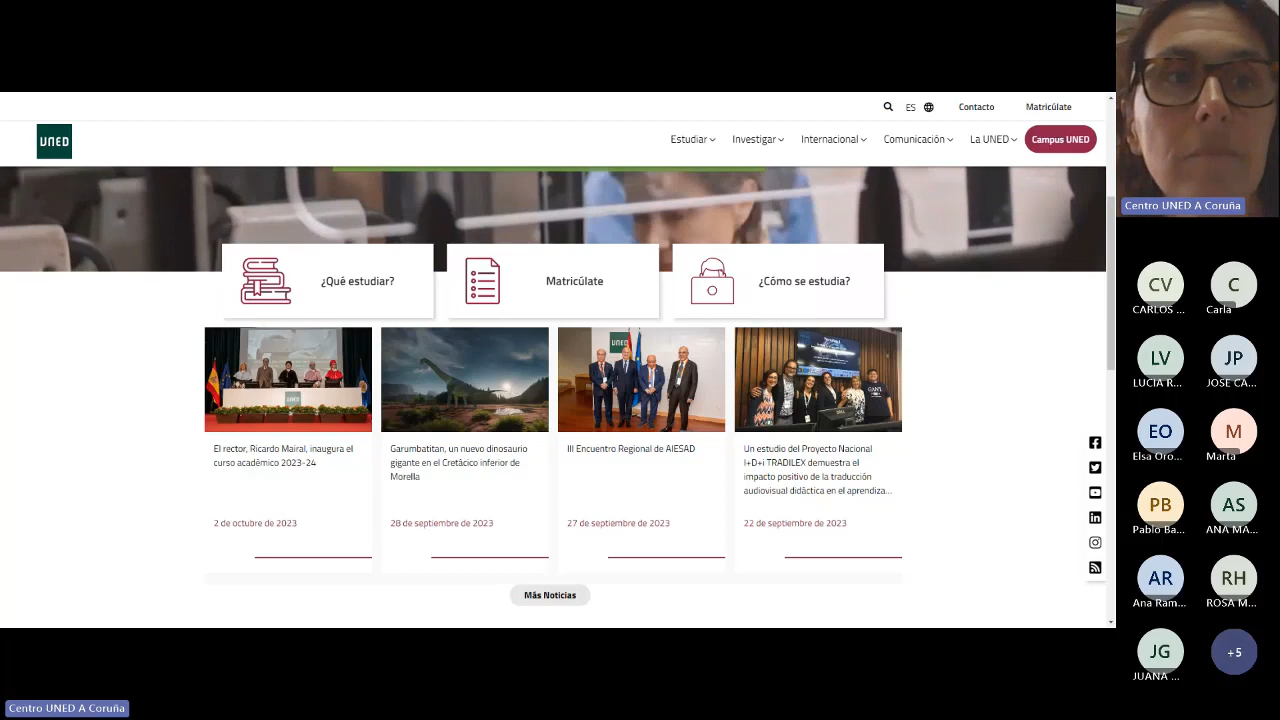 ES
Contacto
Matricúlate
UNED
Estudiar
Investigar
Internacional
Comunicación
La UNED
Campus UNED
¿Qué estudiar?
Matricúlate
¿Cómo se estudia?
UNED
El rector, Ricardo Mairal, inaugura el
curso académico 2023-24
2 de octubre de 2023
Garumbatitan, un nuevo dinosaurio
gigante en el Cretácico inferior de
Morella
28 de septiembre de 2023
III Encuentro Regional de AIESAD
27 de septiembre de 2023
Un estudio del Proyecto Nacional
I+D+i TRADILEX demuestra el
impacto positivo de la traducción
audiovisual didáctica en el aprendiza...
22 de septiembre de 2023
Más Noticias
Centro UNED A Coruña
CV
CARLOS ...
C
Carla
LV
LUCIA R...
JP
JOSE CA...
EO
Elsa Oro...
M
Marta
PB
Pablo Ba...
AS
ANA MA...
AR
Ana Ram...
RH
ROSA M...
JG
JUANA ...
+5
Centro UNED A Coruña